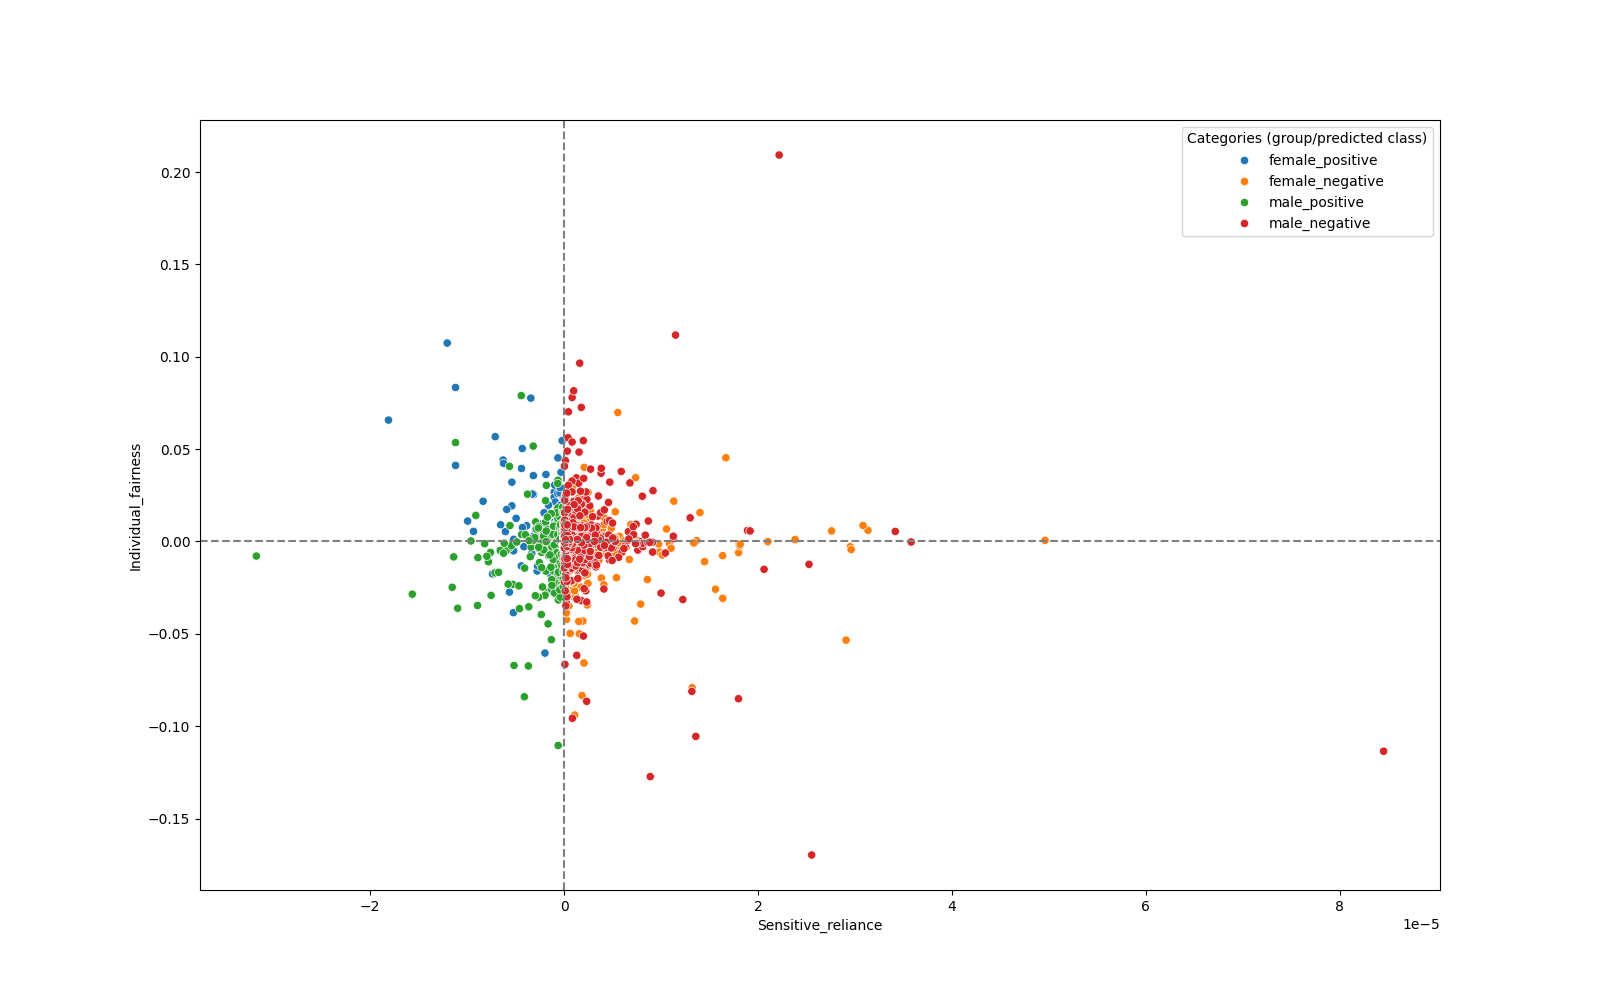 Categories (group/predicted class)
female_positive
female_negative
male_positive
male_negative
0.20
0.15
0.10
0.05
0.00
−0.05
−0.10
−0.15
Individual_fairness
−2 0 2 4 6 8
1e−5
Sensitive_reliance